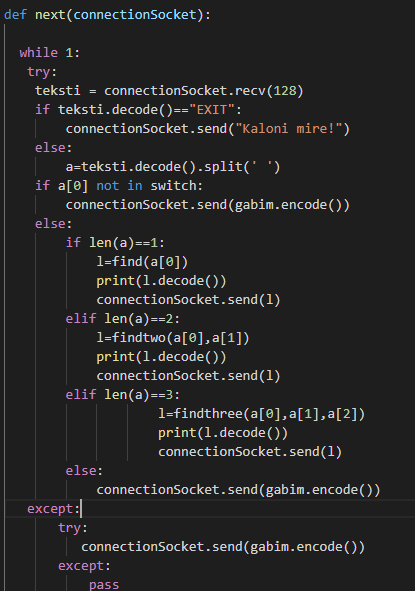 def next(connectionSocket):
while 1:
try:
teksti = connectionSocket.recv(128)
if teksti.decode()=="EXIT":
connectionSocket.send("Kaloni mire!")
else:
a=teksti.decode().split(' ')
if a[0] not in switch:
connectionSocket.send(gabim.encode())
else:
if len(a)==1:
l=find(a[0])
print(l.decode())
connectionSocket.send(l)
elif len(a)==2:
l=findtwo(a[0],a[1])
print(l.decode())
connectionSocket.send(l)
elif len(a)==3:
l=findthree(a[0],a[1],a[2])
print(l.decode())
connectionSocket.send(l)
else:
connectionSocket.send(gabim.encode())
except:
try:
connectionSocket.send(gabim.encode())
except:
pass